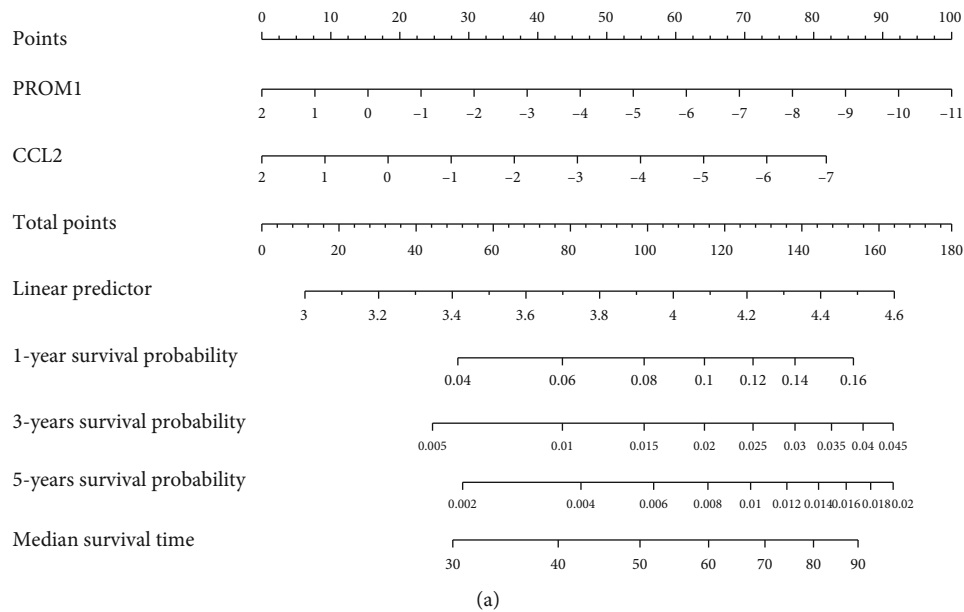 0 10 20 30 40 50 60 70 80 90 100
Points
PROM1
2 1 0 –1 –2 –3 –4 –5 –6 –7 –8 –9 –10 –11
CCL2
2 1 0 –1 –2 –3 –4 –5 –6 –7
Total points
0 20 40 60 80 100 120 140 160 180
Linear predictor
3 3.2 3.4 3.6 3.8 4 4.2 4.4 4.6
1-year survival probability
0.04 0.06 0.08 0.1 0.12 0.14 0.16
3-years survival probability
0.005 0.01 0.015 0.02 0.025 0.03 0.035 0.04 0.045
5-years survival probability
0.002 0.004 0.006 0.008 0.01 0.012 0.014 0.016 0.018 0.02
Median survival time
30 40 50 60 70 80 90
(a)